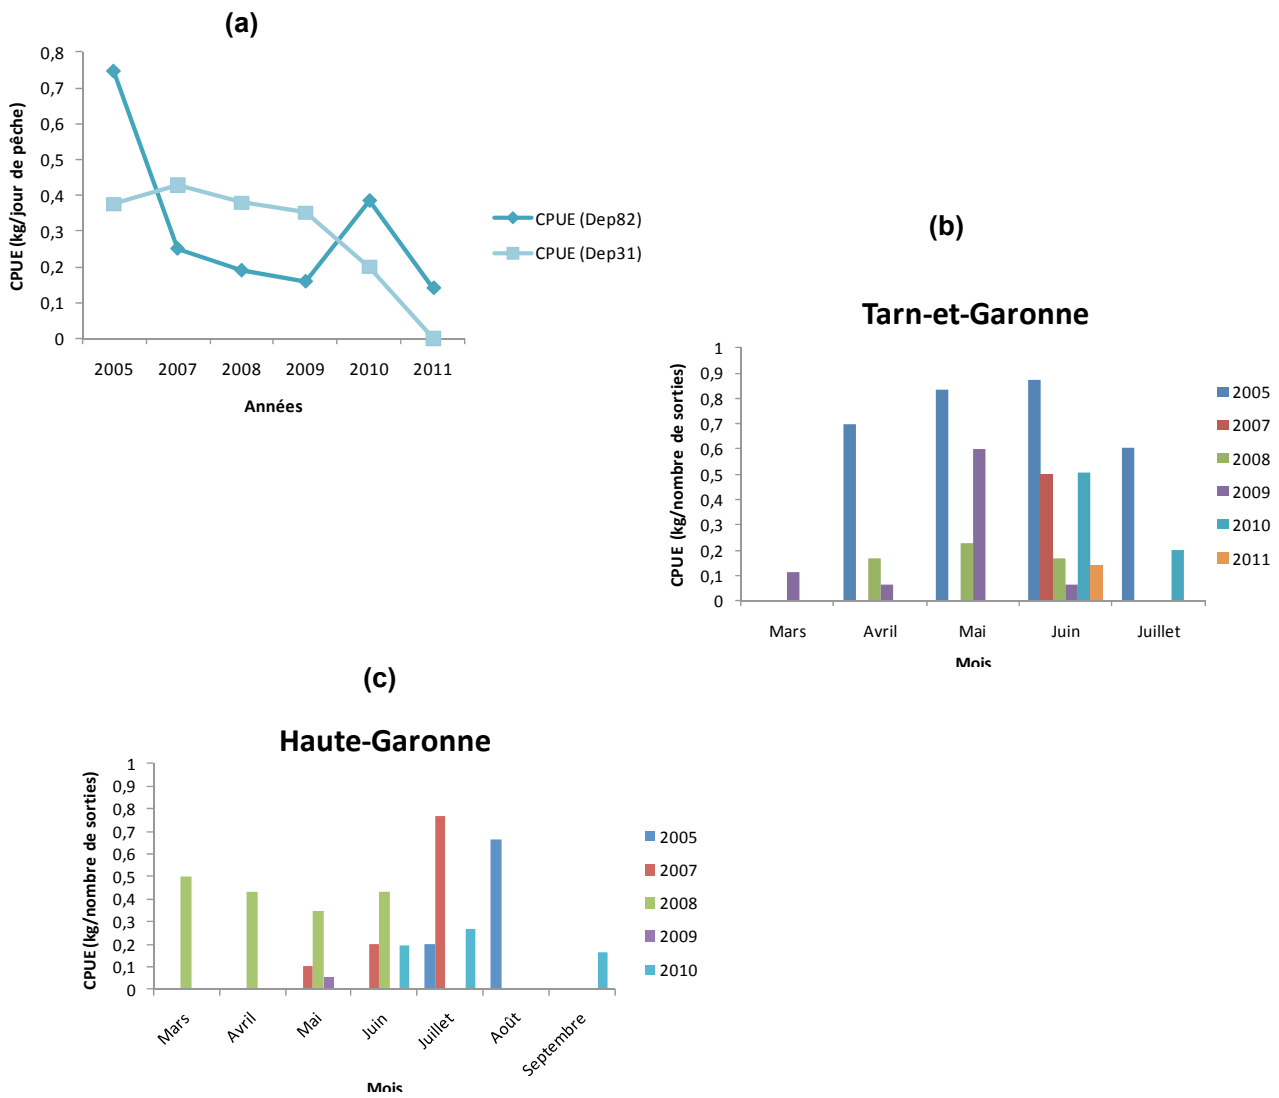 (a)
0,8
0,7
0,6
0,5
0,4
0,3
0,2
0,1
0
CPUE (kg/jour de pêche)
2005 2007 2008 2009 2010 2011
Années
CPUE (Dep82)
CPUE (Dep31)
(b)
Tarn-et-Garonne
1
0,9
0,8
0,7
0,6
0,5
0,4
0,3
0,2
0,1
0
CPUE (kg/nombre de sorties)
Mars Avril Mai Juin Juillet
Mois
2005
2007
2008
2009
2010
2011
(c)
Haute-Garonne
1
0,9
0,8
0,7
0,6
0,5
0,4
0,3
0,2
0,1
0
CPUE (kg/nombre de sorties)
Mars Avril Mai Juin Juillet Août Septembre
Mois
2005
2007
2008
2009
2010